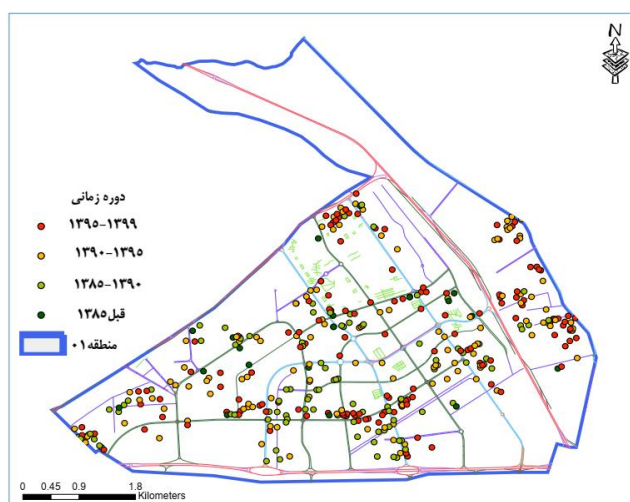 N
دوره زمانی
۱۳۹۵-۱۳۹۹
۱۳۹۰-۱۳۹۵
۱۳۸۵-۱۳۹۰
قبل۱۳۸۵
منطقه۰۱
0 0.45 0.9 1.8
Kilometers